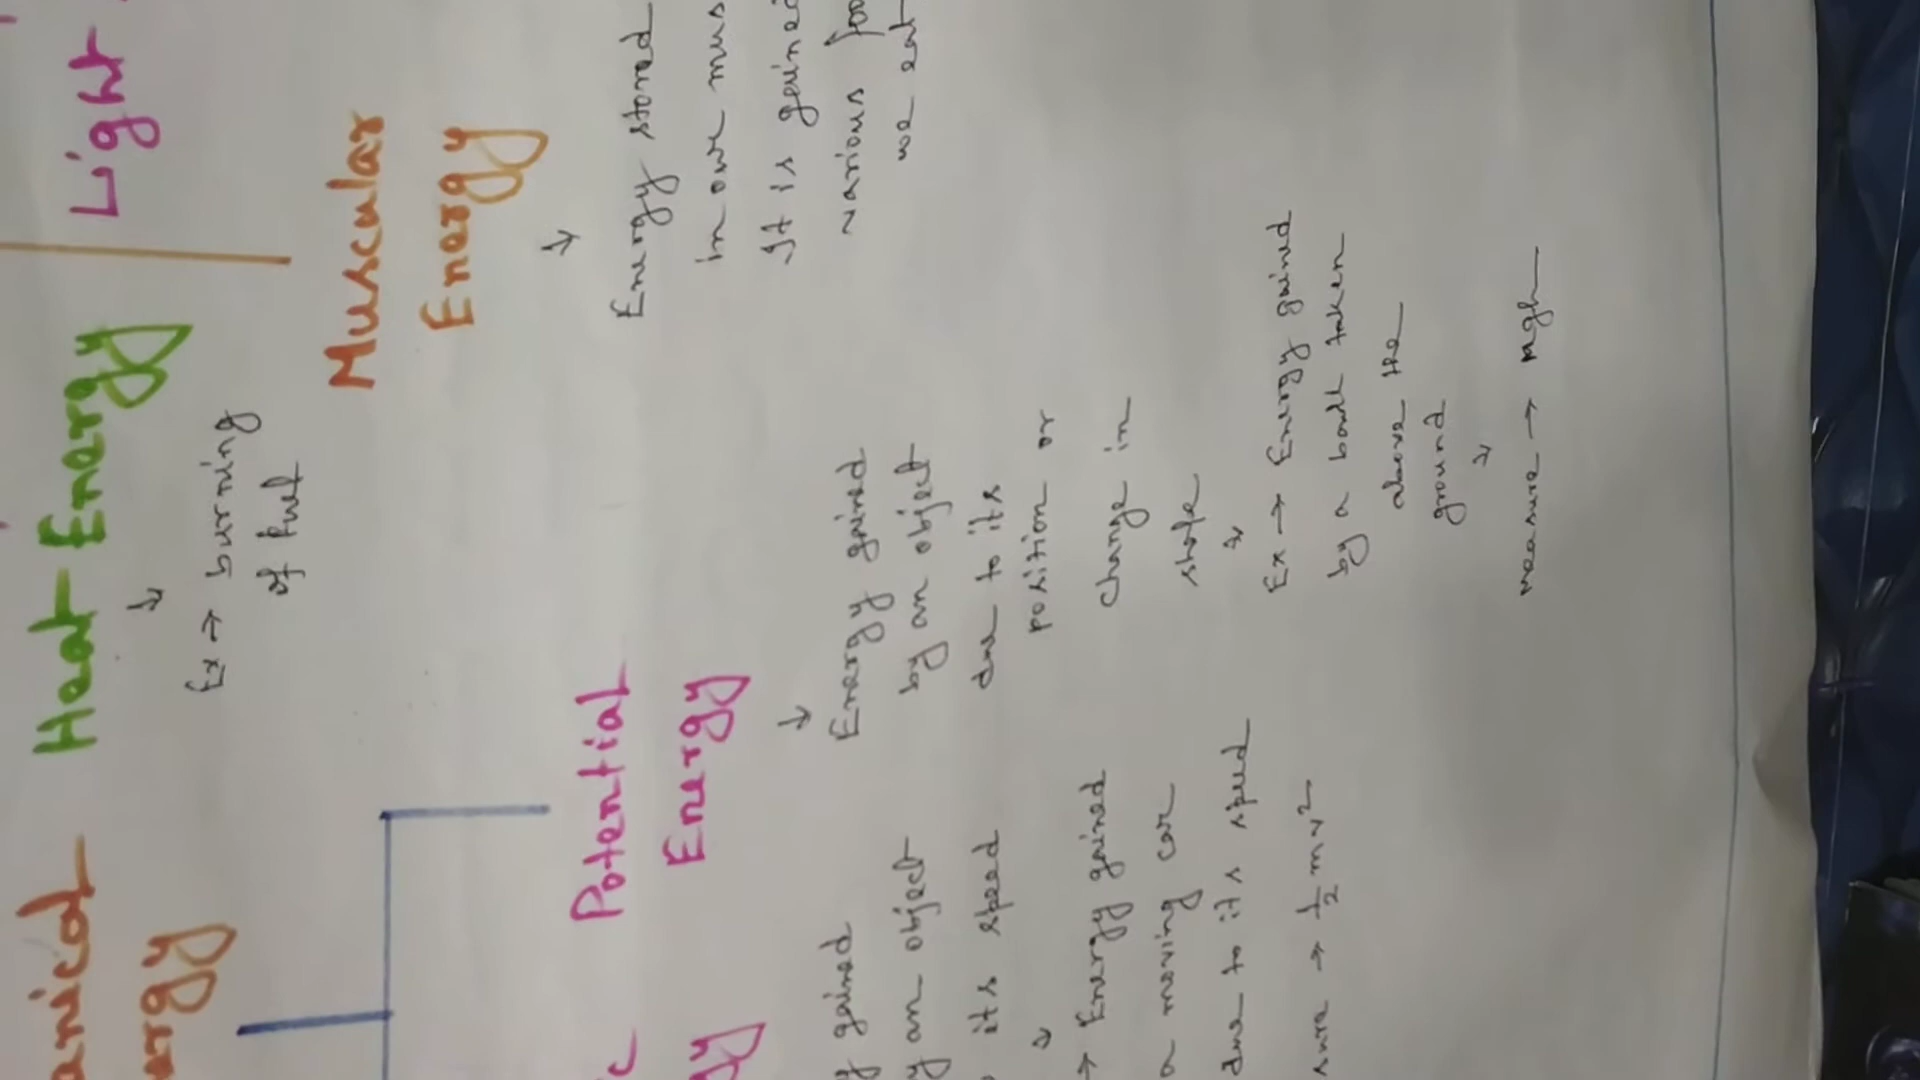 anical
ergy
Heat Energy
↓
Ex → burning
of fuel
Light
Muscular
Energy
↓
Energy stored
in our mus
It is gained
various foo
we eat
c
gy
y gained
y an object
its speed
↓
→ Energy gained
a moving car
due to it's speed
sure → 1/2 mv²
Potential
Energy
↓
Energy gained
by an object
due to its
position or
change in
shape
↓
Ex → Energy gained
by a ball taken
above the
ground
↓
measure → mgh